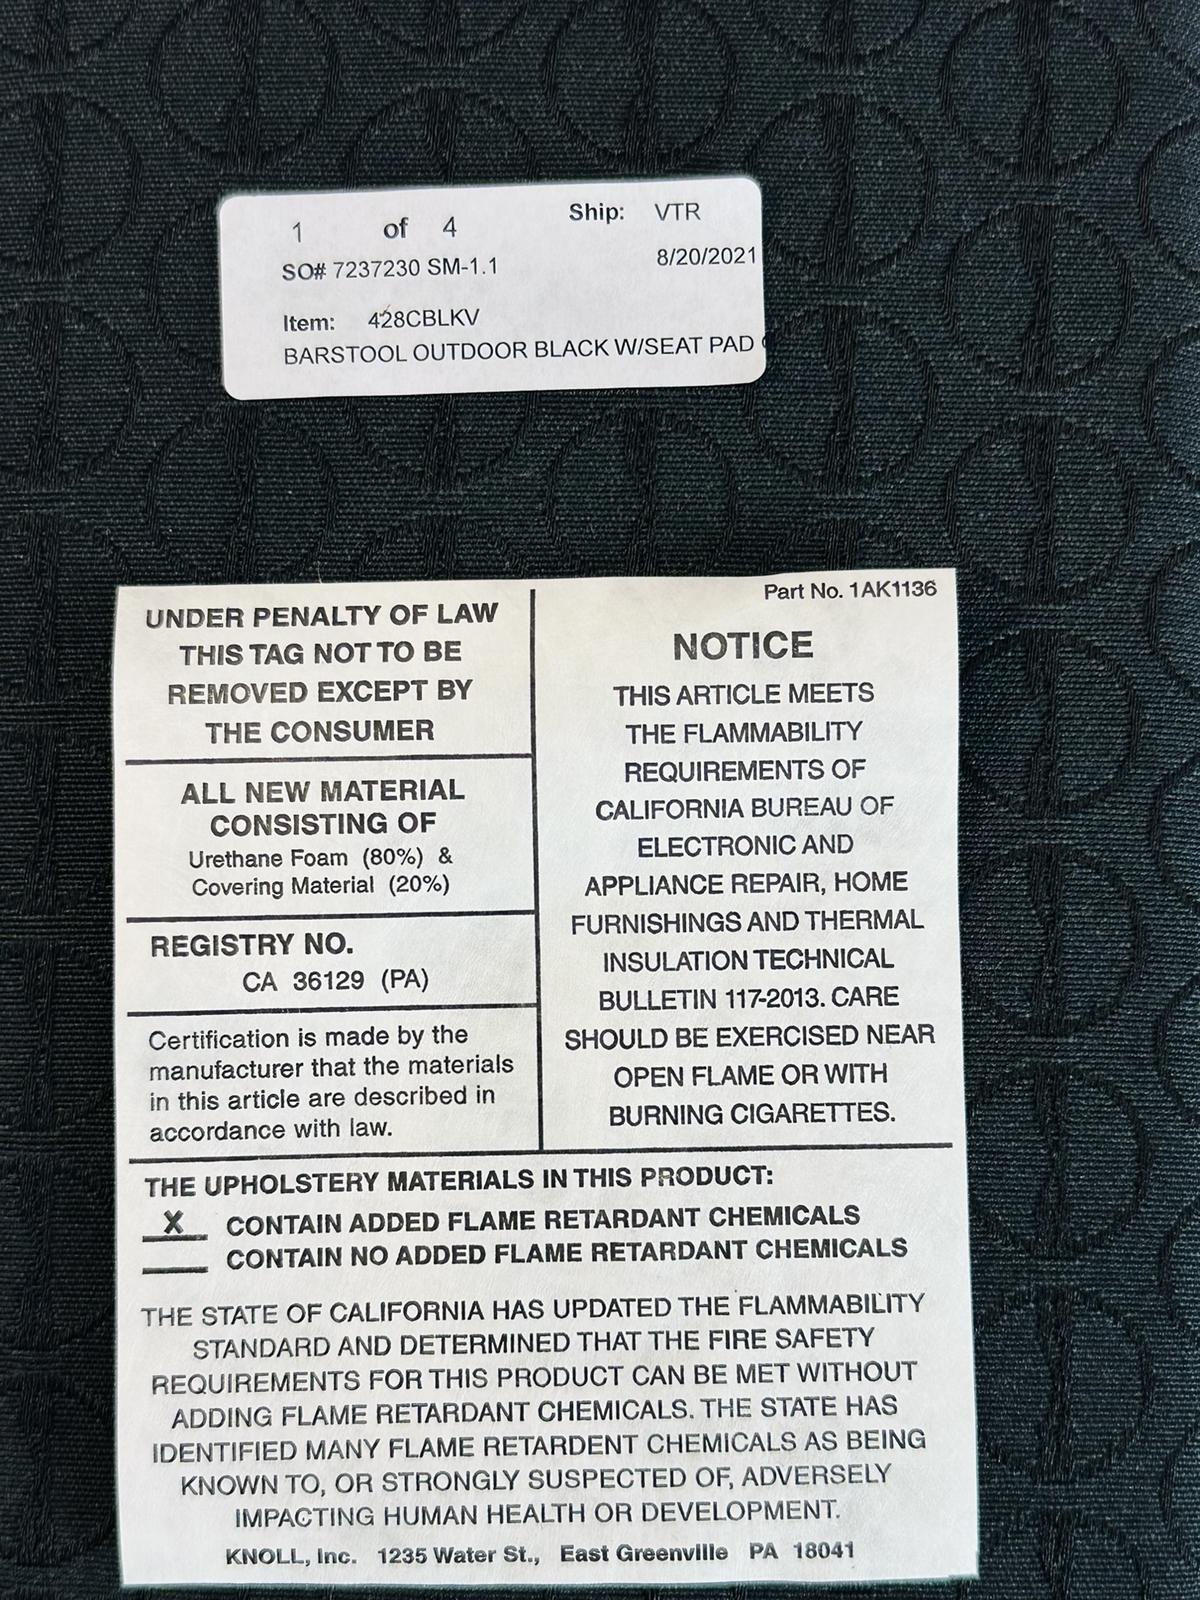 1 of 4 Ship: VTR
SO# 7237230 SM-1.1 8/20/2021
Item: 428CBLKV
BARSTOOL OUTDOOR BLACK W/SEAT PAD
Part No. 1AK1136
UNDER PENALTY OF LAW
THIS TAG NOT TO BE
REMOVED EXCEPT BY
THE CONSUMER
ALL NEW MATERIAL
CONSISTING OF
Urethane Foam (80%) &
Covering Material (20%)
REGISTRY NO.
CA 36129 (PA)
Certification is made by the
manufacturer that the materials
in this article are described in
accordance with law.
NOTICE
THIS ARTICLE MEETS
THE FLAMMABILITY
REQUIREMENTS OF
CALIFORNIA BUREAU OF
ELECTRONIC AND
APPLIANCE REPAIR, HOME
FURNISHINGS AND THERMAL
INSULATION TECHNICAL
BULLETIN 117-2013. CARE
SHOULD BE EXERCISED NEAR
OPEN FLAME OR WITH
BURNING CIGARETTES.
THE UPHOLSTERY MATERIALS IN THIS PRODUCT:
X CONTAIN ADDED FLAME RETARDANT CHEMICALS
CONTAIN NO ADDED FLAME RETARDANT CHEMICALS
THE STATE OF CALIFORNIA HAS UPDATED THE FLAMMABILITY
STANDARD AND DETERMINED THAT THE FIRE SAFETY
REQUIREMENTS FOR THIS PRODUCT CAN BE MET WITHOUT
ADDING FLAME RETARDANT CHEMICALS. THE STATE HAS
IDENTIFIED MANY FLAME RETARDENT CHEMICALS AS BEING
KNOWN TO, OR STRONGLY SUSPECTED OF, ADVERSELY
IMPACTING HUMAN HEALTH OR DEVELOPMENT.
KNOLL, Inc. 1235 Water St., East Greenville PA 18041